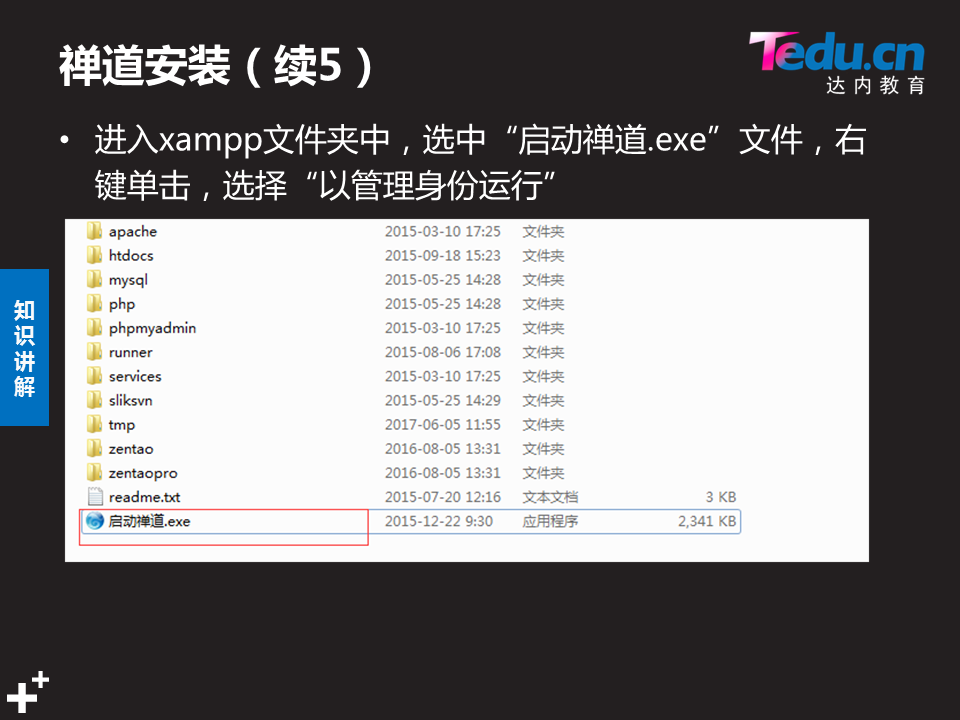 禅道安装（续5）
Tedu.cn
达内教育
• 进入xampp文件夹中，选中“启动禅道.exe”文件，右
键单击，选择“以管理身份运行”
知识讲解
apache 2015-03-10 17:25 文件夹
htdocs 2015-09-18 15:23 文件夹
mysql 2015-05-25 14:28 文件夹
php 2015-05-25 14:28 文件夹
phpmyadmin 2015-03-10 17:25 文件夹
runner 2015-08-06 17:08 文件夹
services 2015-03-10 17:25 文件夹
sliksvn 2015-05-25 14:29 文件夹
tmp 2017-06-05 11:55 文件夹
zentao 2016-08-05 13:31 文件夹
zentaopro 2016-08-05 13:31 文件夹
readme.txt 2015-07-20 12:16 文本文档 3 KB
启动禅道.exe 2015-12-22 9:30 应用程序 2,341 KB